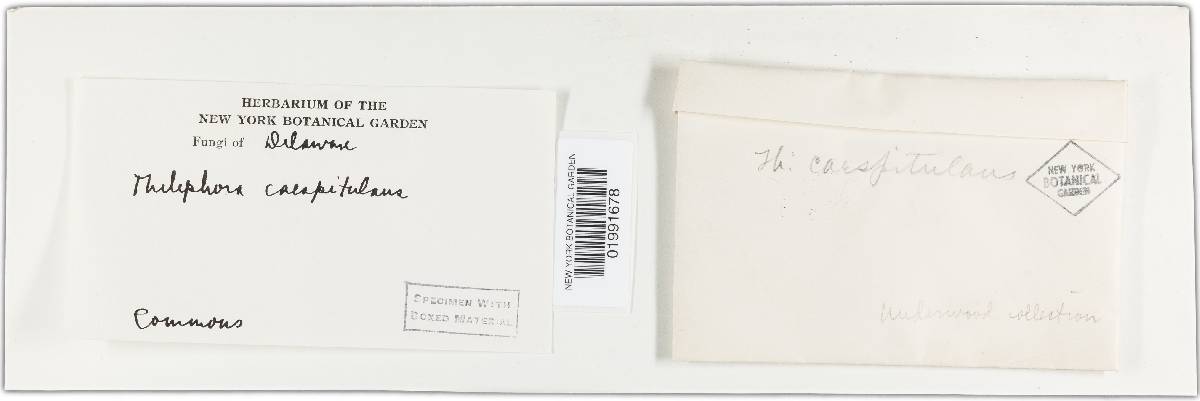 HERBARIUM OF THE
NEW YORK BOTANICAL GARDEN
Fungi of Delaware
Thelephora caespitulans
Commons
SPECIMEN WITH
BOXED MATERIAL
NEW YORK BOTANICAL GARDEN
01991678
Th: caespitulans
NEW YORK
BOTANICAL
GARDEN
Underwood collection